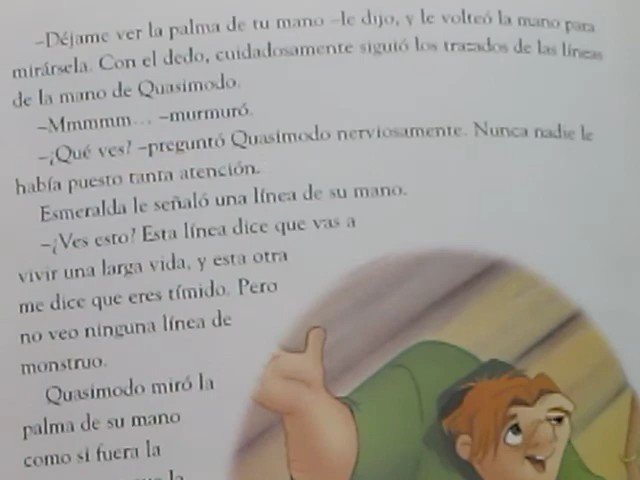 –Déjame ver la palma de tu mano –le dijo, y le volteó la mano para
mirársela. Con el dedo, cuidadosamente siguió los trazados de las líneas
de la mano de Quasimodo.
–Mmmmm... –murmuró.
–¿Qué ves? –preguntó Quasimodo nerviosamente. Nunca nadie le
había puesto tanta atención.
Esmeralda le señaló una línea de su mano.
–¿Ves esto? Esta línea dice que vas a
vivir una larga vida, y esta otra
me dice que eres tímido. Pero
no veo ninguna línea de
monstruo.
Quasimodo miró la
palma de su mano
como si fuera la
la